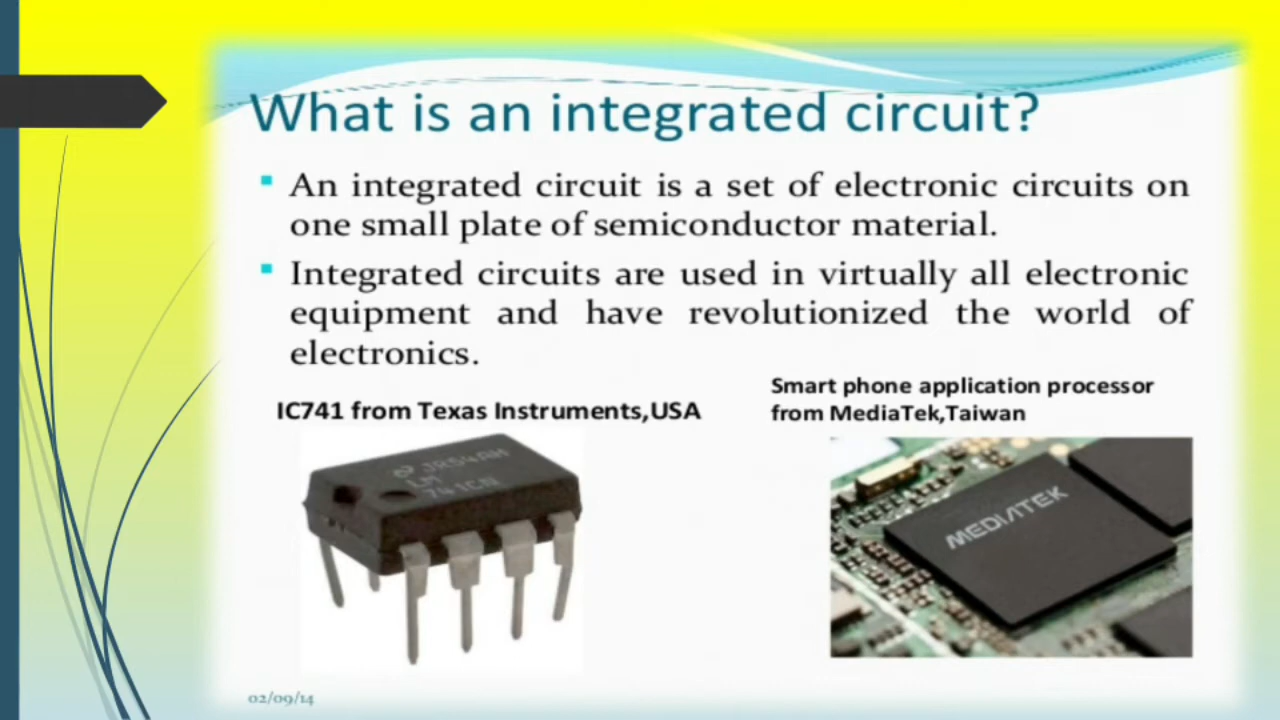 What is an integrated circuit?
An integrated circuit is a set of electronic circuits on
one small plate of semiconductor material.
Integrated circuits are used in virtually all electronic
equipment and have revolutionized the world of
electronics.
IC741 from Texas Instruments,USA
Smart phone application processor
from MediaTek,Taiwan
LM
741CN
MEDIATEK
02/09/14